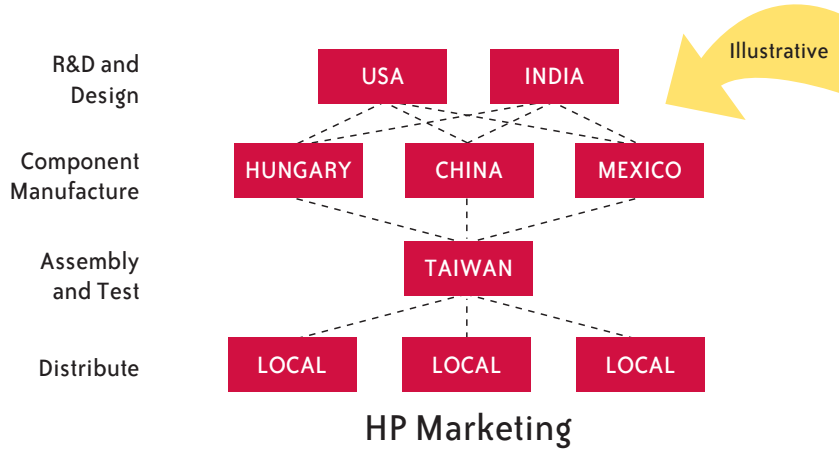 Illustrative
R&D and
Design
USA
INDIA
Component
Manufacture
HUNGARY
CHINA
MEXICO
Assembly
and Test
TAIWAN
Distribute
LOCAL
LOCAL
LOCAL
HP Marketing